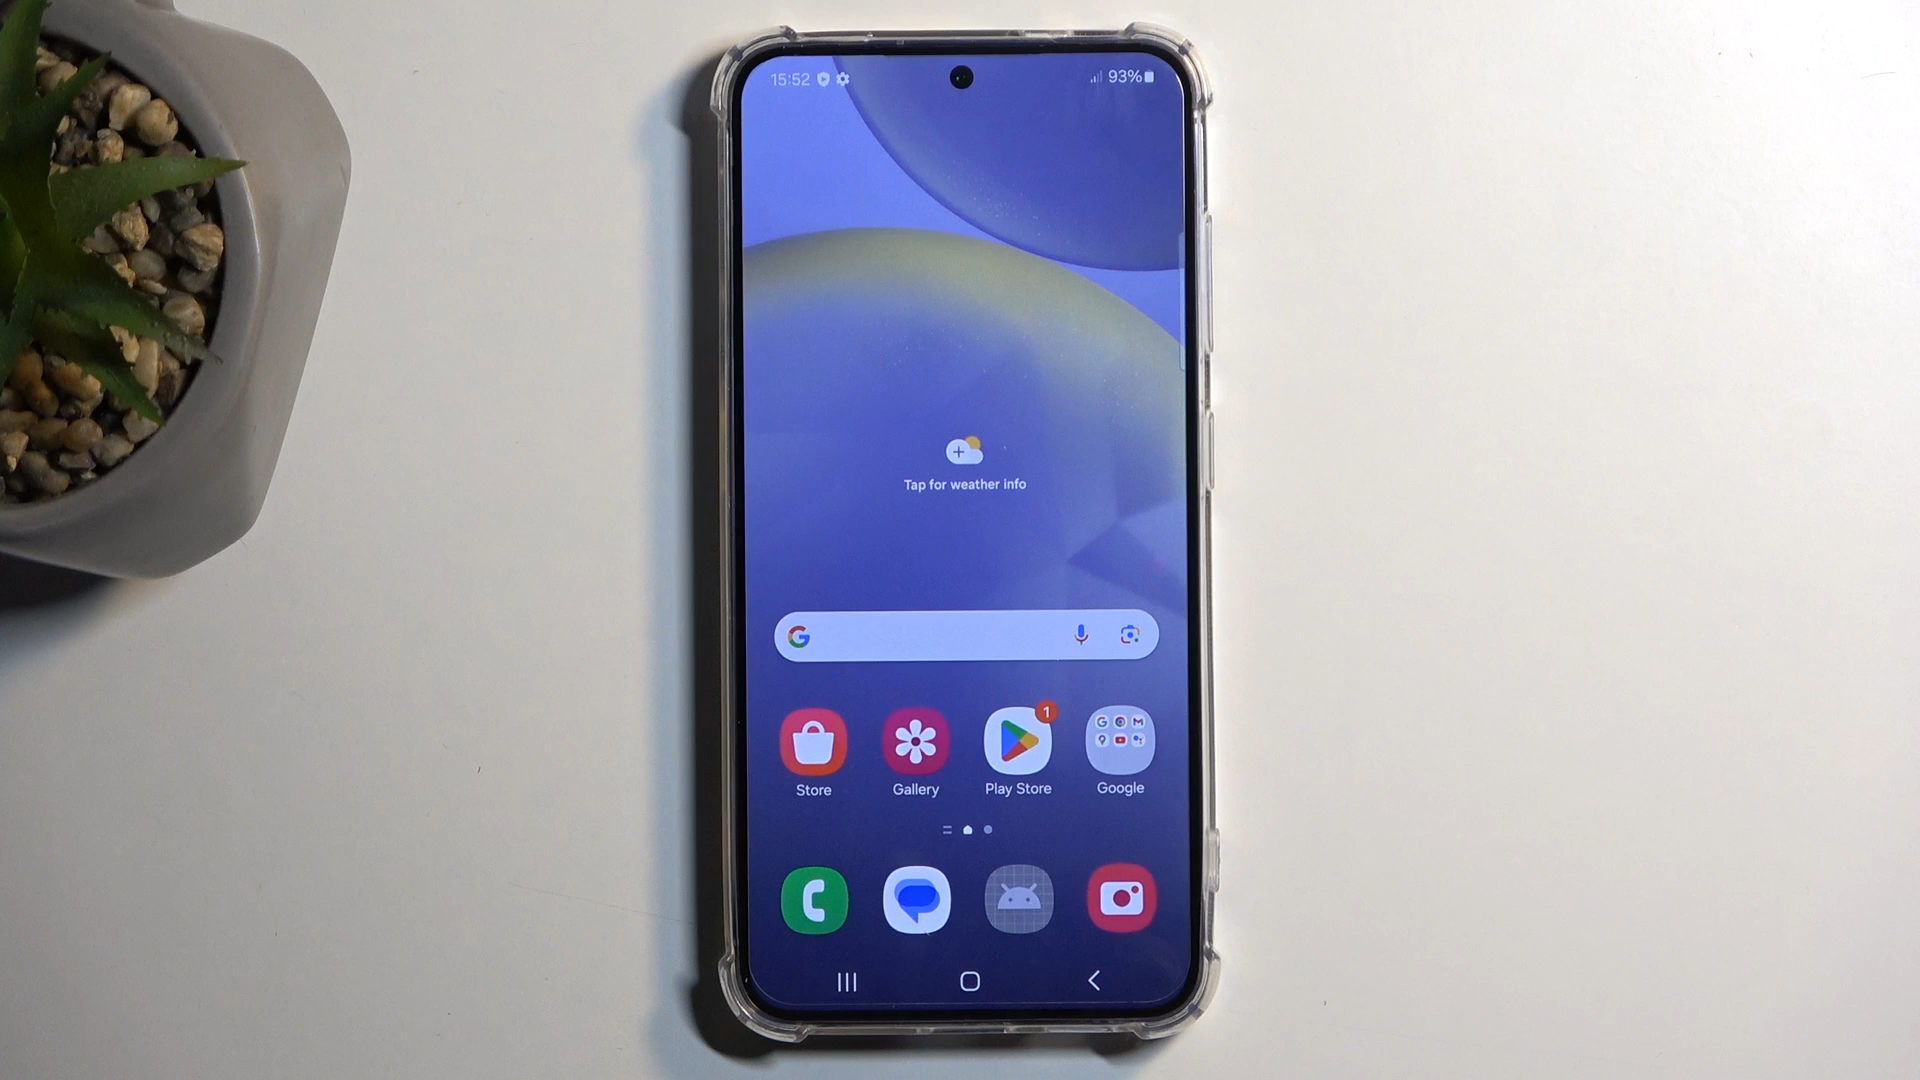 15:52 93%
Tap for weather info
G
1
Store Gallery Play Store Google